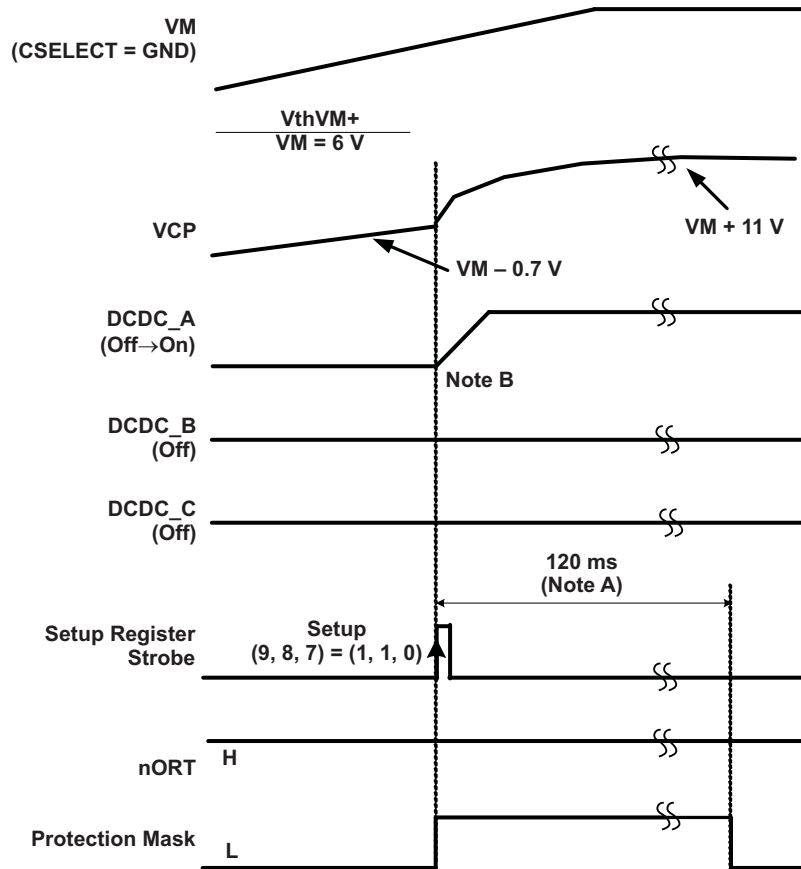 VM
(CSELECT = GND)
VthVM+
VM = 6 V
VCP
VM – 0.7 V
VM + 11 V
DCDC_A
(Off→On)
Note B
DCDC_B
(Off)
DCDC_C
(Off)
120 ms
(Note A)
Setup Register
Strobe
Setup
(9, 8, 7) = (1, 1, 0)
nORT
H
Protection Mask
L